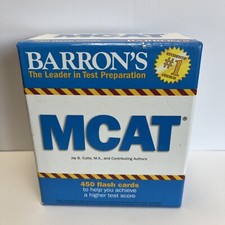 BARRON'S
The Leader in Test Preparation
#1
MCAT®
Jay B. Cutts, M.A., and Contributing Authors
450 flash cards
to help you achieve
a higher test score